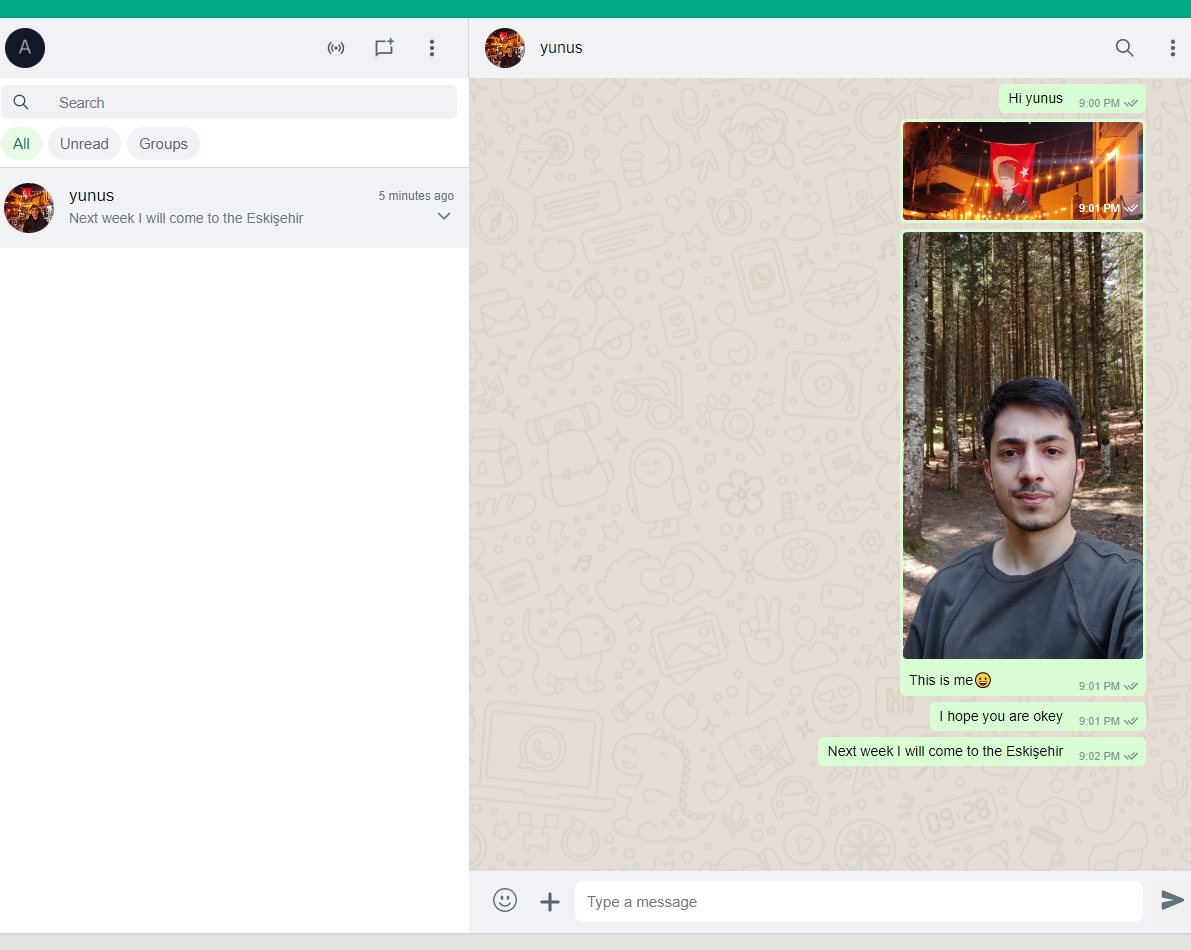 A
Search
All
Unread
Groups
yunus
5 minutes ago
Next week I will come to the Eskişehir
yunus
Hi yunus
9:00 PM
9:01 PM
This is me😀
9:01 PM
I hope you are okey
9:01 PM
Next week I will come to the Eskişehir
9:02 PM
09:28
Type a message